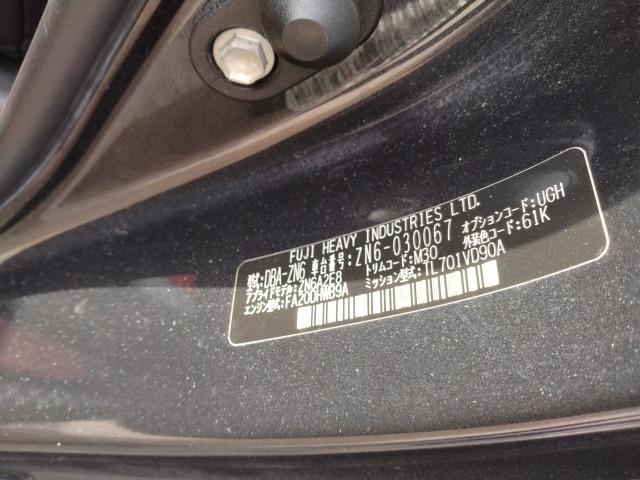 FUJI HEAVY INDUSTRIES LTD.
型式:DBA-ZN6 車台番号:ZN6-030067 オプションコード:UGH
アプライドモデル:ZN6A2E8 トリムコード:M30 外装色コード:61K
エンジン型式:FA20DHWB9A ミッション型式:TL701VD90A